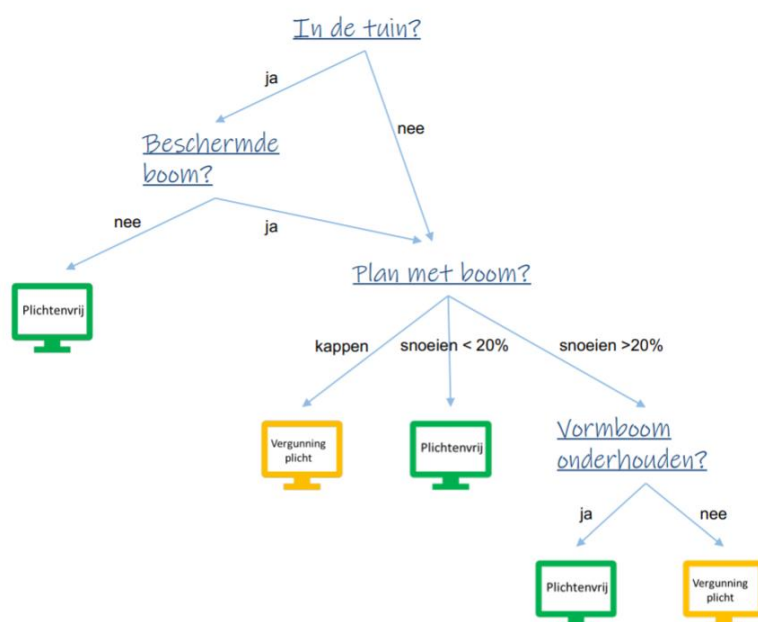 In de tuin?
ja
nee
Beschermde
boom?
nee
ja
Plichtenvrij
Plan met boom?
kappen
snoeien < 20%
snoeien >20%
Vergunning
plicht
Plichtenvrij
Vormboom
onderhouden?
ja
nee
Plichtenvrij
Vergunning
plicht